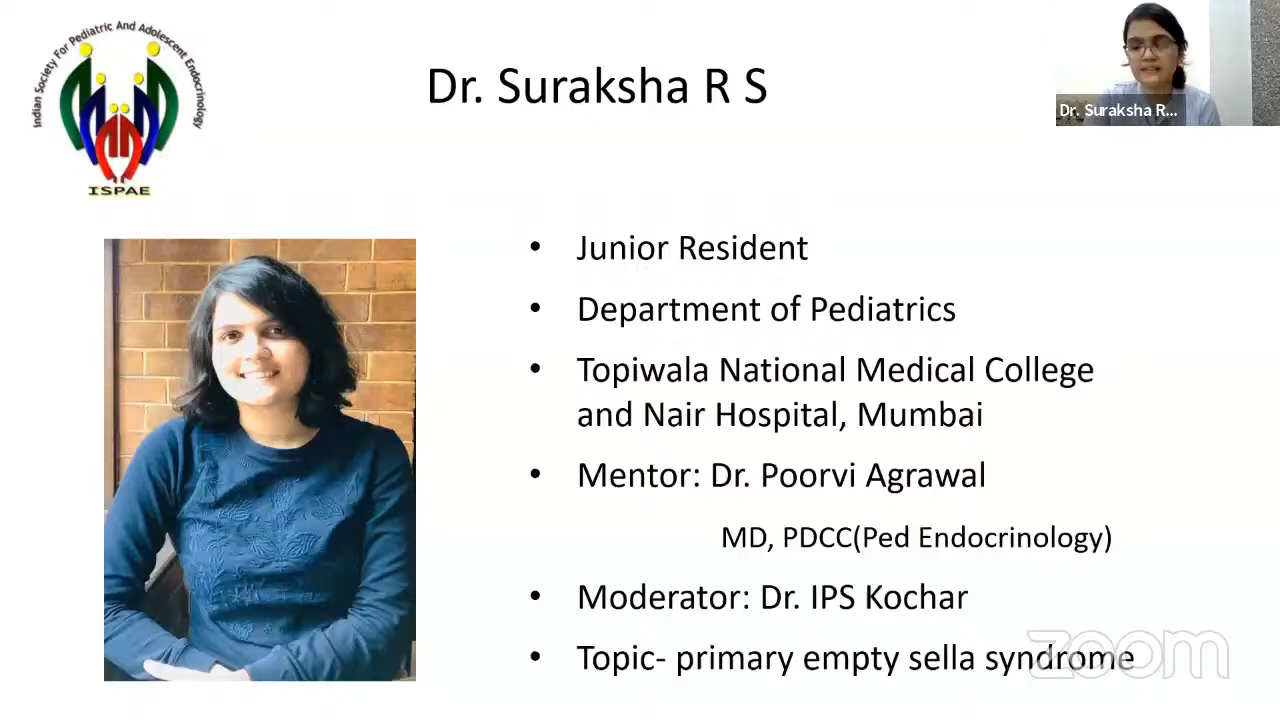 Indian Society For Pediatric And Adolescent Endocrinology
ISPAE
Dr. Suraksha R S
Dr. Suraksha R...
• Junior Resident
• Department of Pediatrics
• Topiwala National Medical College
and Nair Hospital, Mumbai
• Mentor: Dr. Poorvi Agrawal
MD, PDCC(Ped Endocrinology)
• Moderator: Dr. IPS Kochar
• Topic- primary empty sella syndrome
zoom